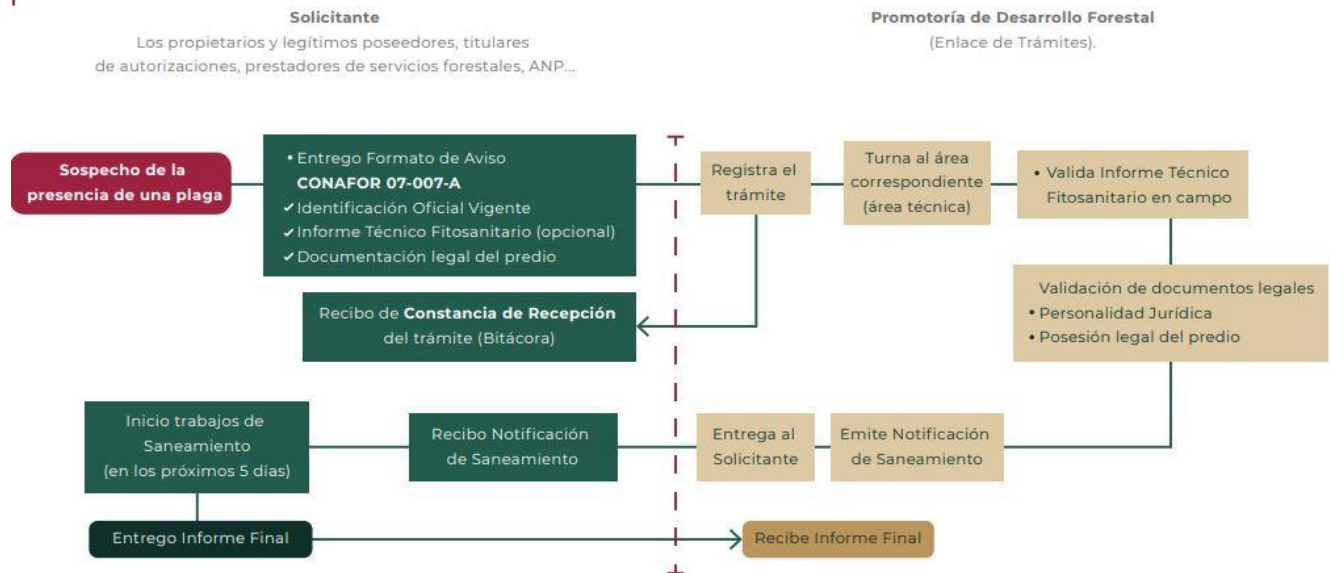 Solicitante
Los propietarios y legítimos poseedores, titulares
de autorizaciones, prestadores de servicios forestales, ANP...
Promotoría de Desarrollo Forestal
(Enlace de Trámites).
Sospecho de la
presencia de una plaga
• Entrego Formato de Aviso
CONAFOR 07-007-A
✓ Identificación Oficial Vigente
✓ Informe Técnico Fitosanitario (opcional)
✓ Documentación legal del predio
Registra el
trámite
Turna al área
correspondiente
(área técnica)
• Valida Informe Técnico
Fitosanitario en campo
Recibo de Constancia de Recepción
del trámite (Bitácora)
Validación de documentos legales
• Personalidad Jurídica
• Posesión legal del predio
Inicio trabajos de
Saneamiento
(en los próximos 5 días)
Recibo Notificación
de Saneamiento
Entrega al
Solicitante
Emite Notificación
de Saneamiento
Entrego Informe Final
Recibe Informe Final